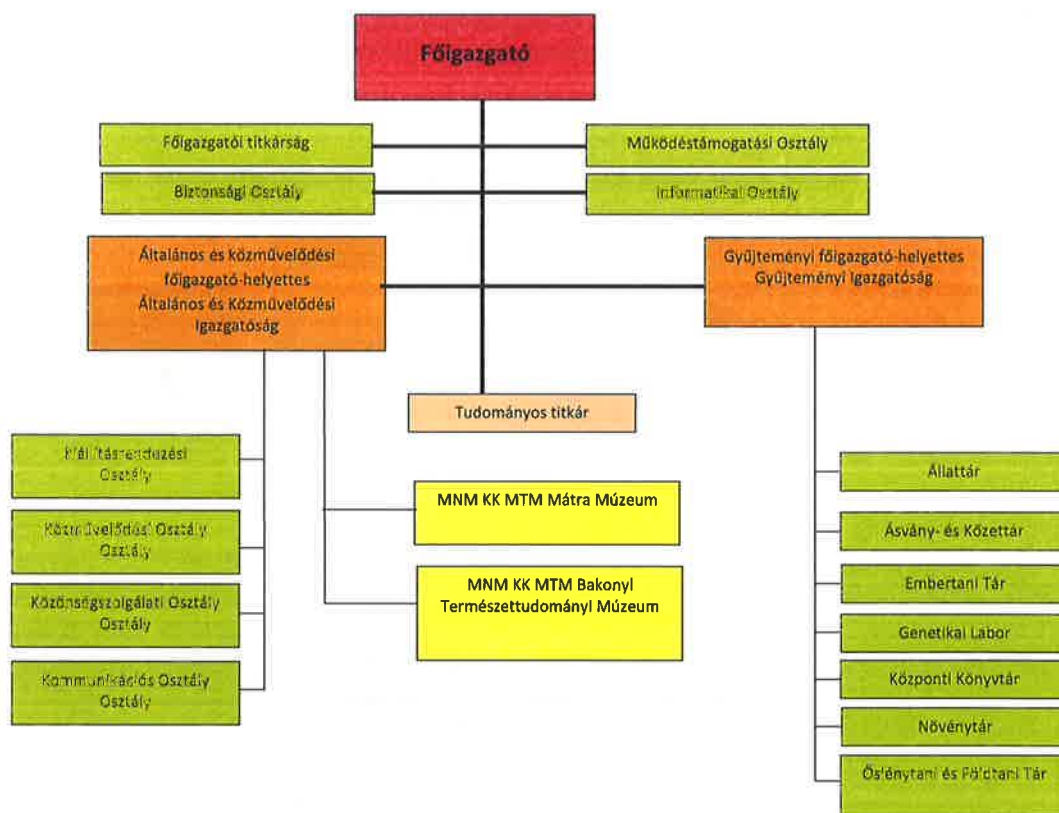 Főigazgató
Főigazgatói titkárság
Működéstámogatási Osztály
Biztonsági Osztály
Informatikai Osztály
Általános és közművelődési
főigazgató-helyettes
Általános és Közművelődési
Igazgatóság
Gyűjteményi főigazgató-helyettes
Gyűjteményi Igazgatóság
Tudományos titkár
Kiállításrendezési
Osztály
Közművelődési Osztály
Osztály
Közönségszolgálati Osztály
Osztály
Kommunikációs Osztály
Osztály
MNM KK MTM Mátra Múzeum
MNM KK MTM Bakonyi
Természettudományi Múzeum
Állattár
Ásvány- és Kőzettár
Embertani Tár
Genetikai Labor
Központi Könyvtár
Növénytár
Őslénytani és Földtani Tár